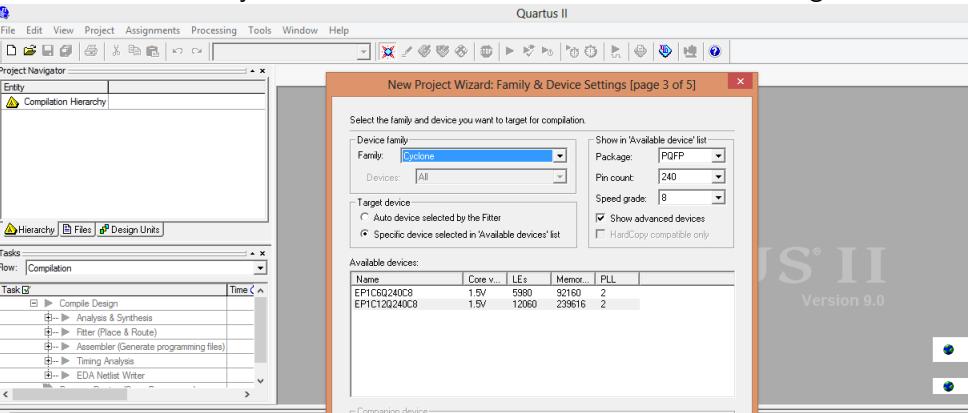 Quartus II
File Edit View Project Assignments Processing Tools Window Help
Project Navigator
Entity
Compilation Hierarchy
Hierarchy Files Design Units
Tasks
Flow: Compilation
Task Time
Compile Design
Analysis & Synthesis
Fitter (Place & Route)
Assembler (Generate programming files)
Timing Analysis
EDA Netlist Writer
New Project Wizard: Family & Device Settings [page 3 of 5]
Select the family and device you want to target for compilation.
Device family
Family: Cyclone
Devices: All
Target device
Auto device selected by the Fitter
Specific device selected in 'Available devices' list
Show in 'Available device' list
Package: PQFP
Pin count: 240
Speed grade: 8
Show advanced devices
HardCopy compatible only
Available devices:
Name Core v... LEs Memor... PLL
EP1C6Q240C8 1.5V 5980 92160 2
EP1C12Q240C8 1.5V 12060 239616 2
Companion device
US II
Version 9.0